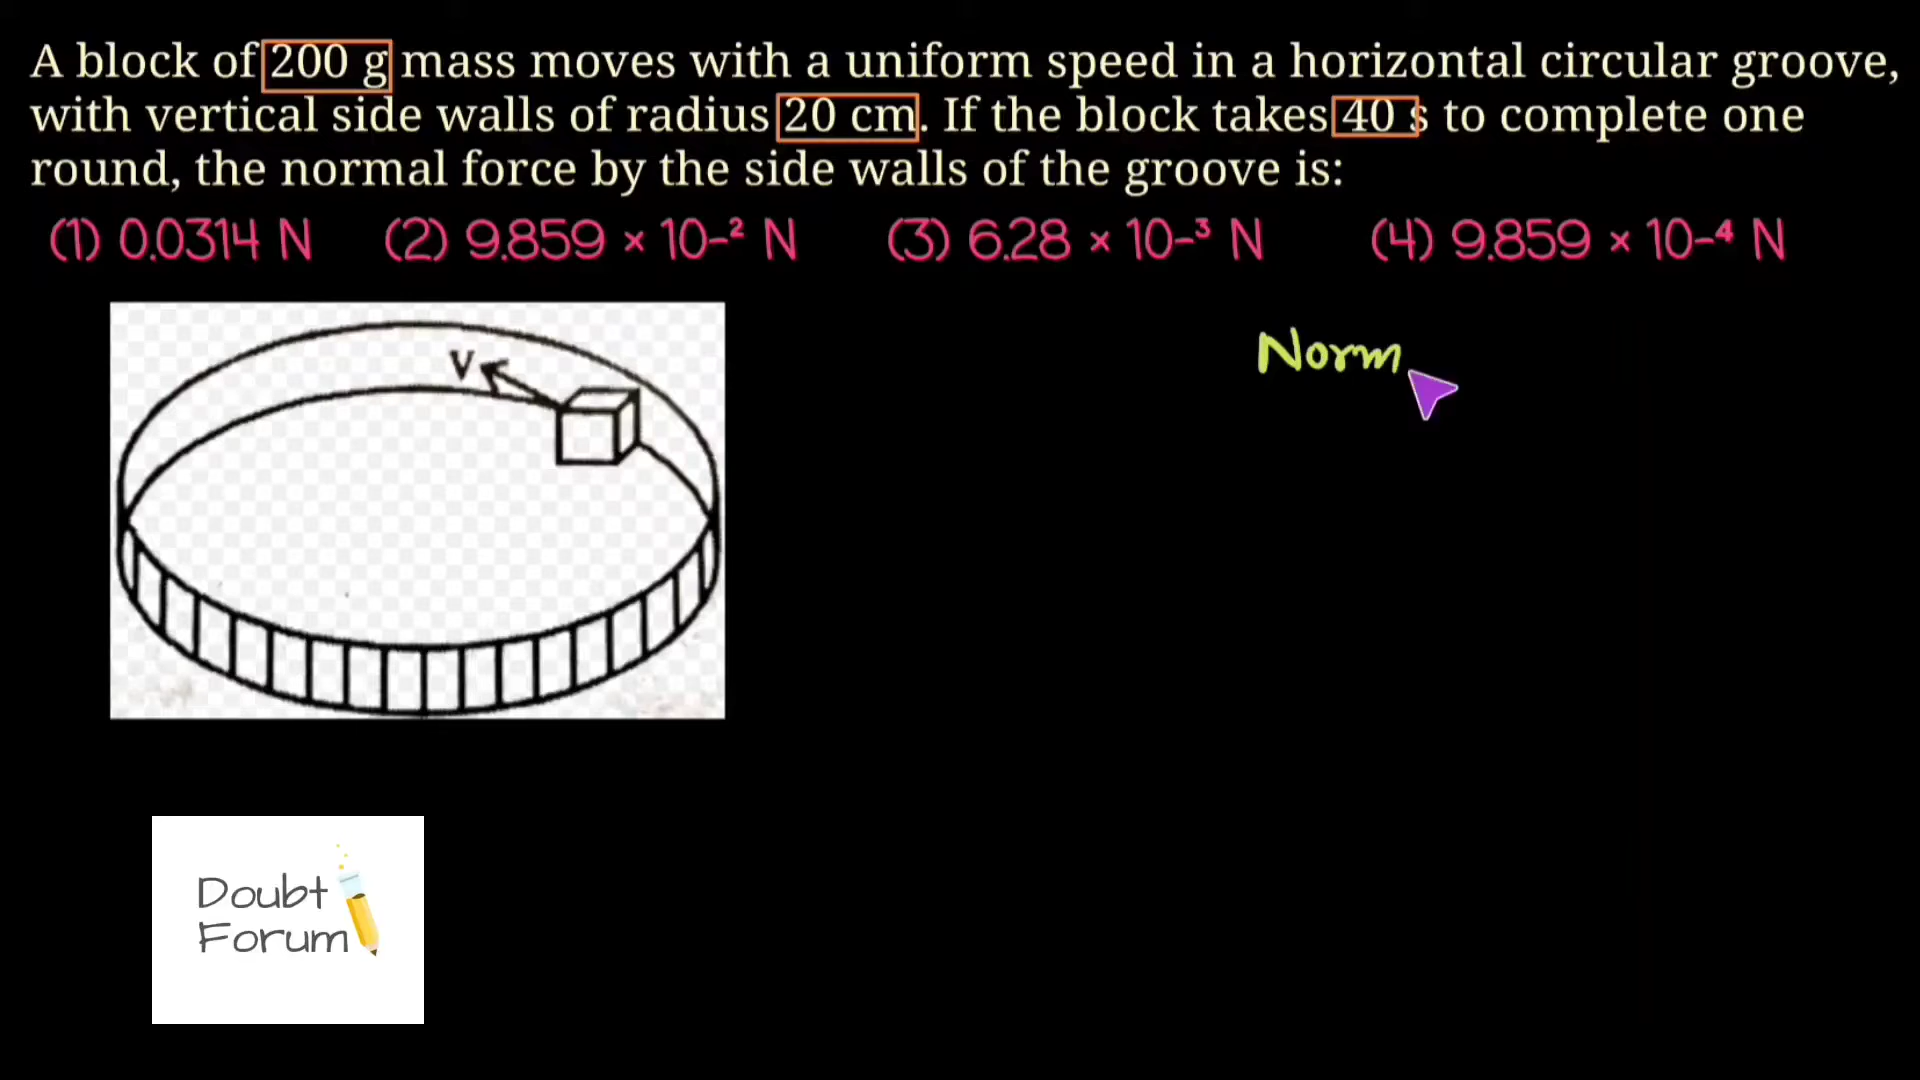 A block of 200 g mass moves with a uniform speed in a horizontal circular groove,
with vertical side walls of radius 20 cm. If the block takes 40 s to complete one
round, the normal force by the side walls of the groove is:
(1) 0.0314 N (2) 9.859 × 10-² N (3) 6.28 × 10-³ N (4) 9.859 × 10-⁴ N
Norm
V
Doubt
Forum